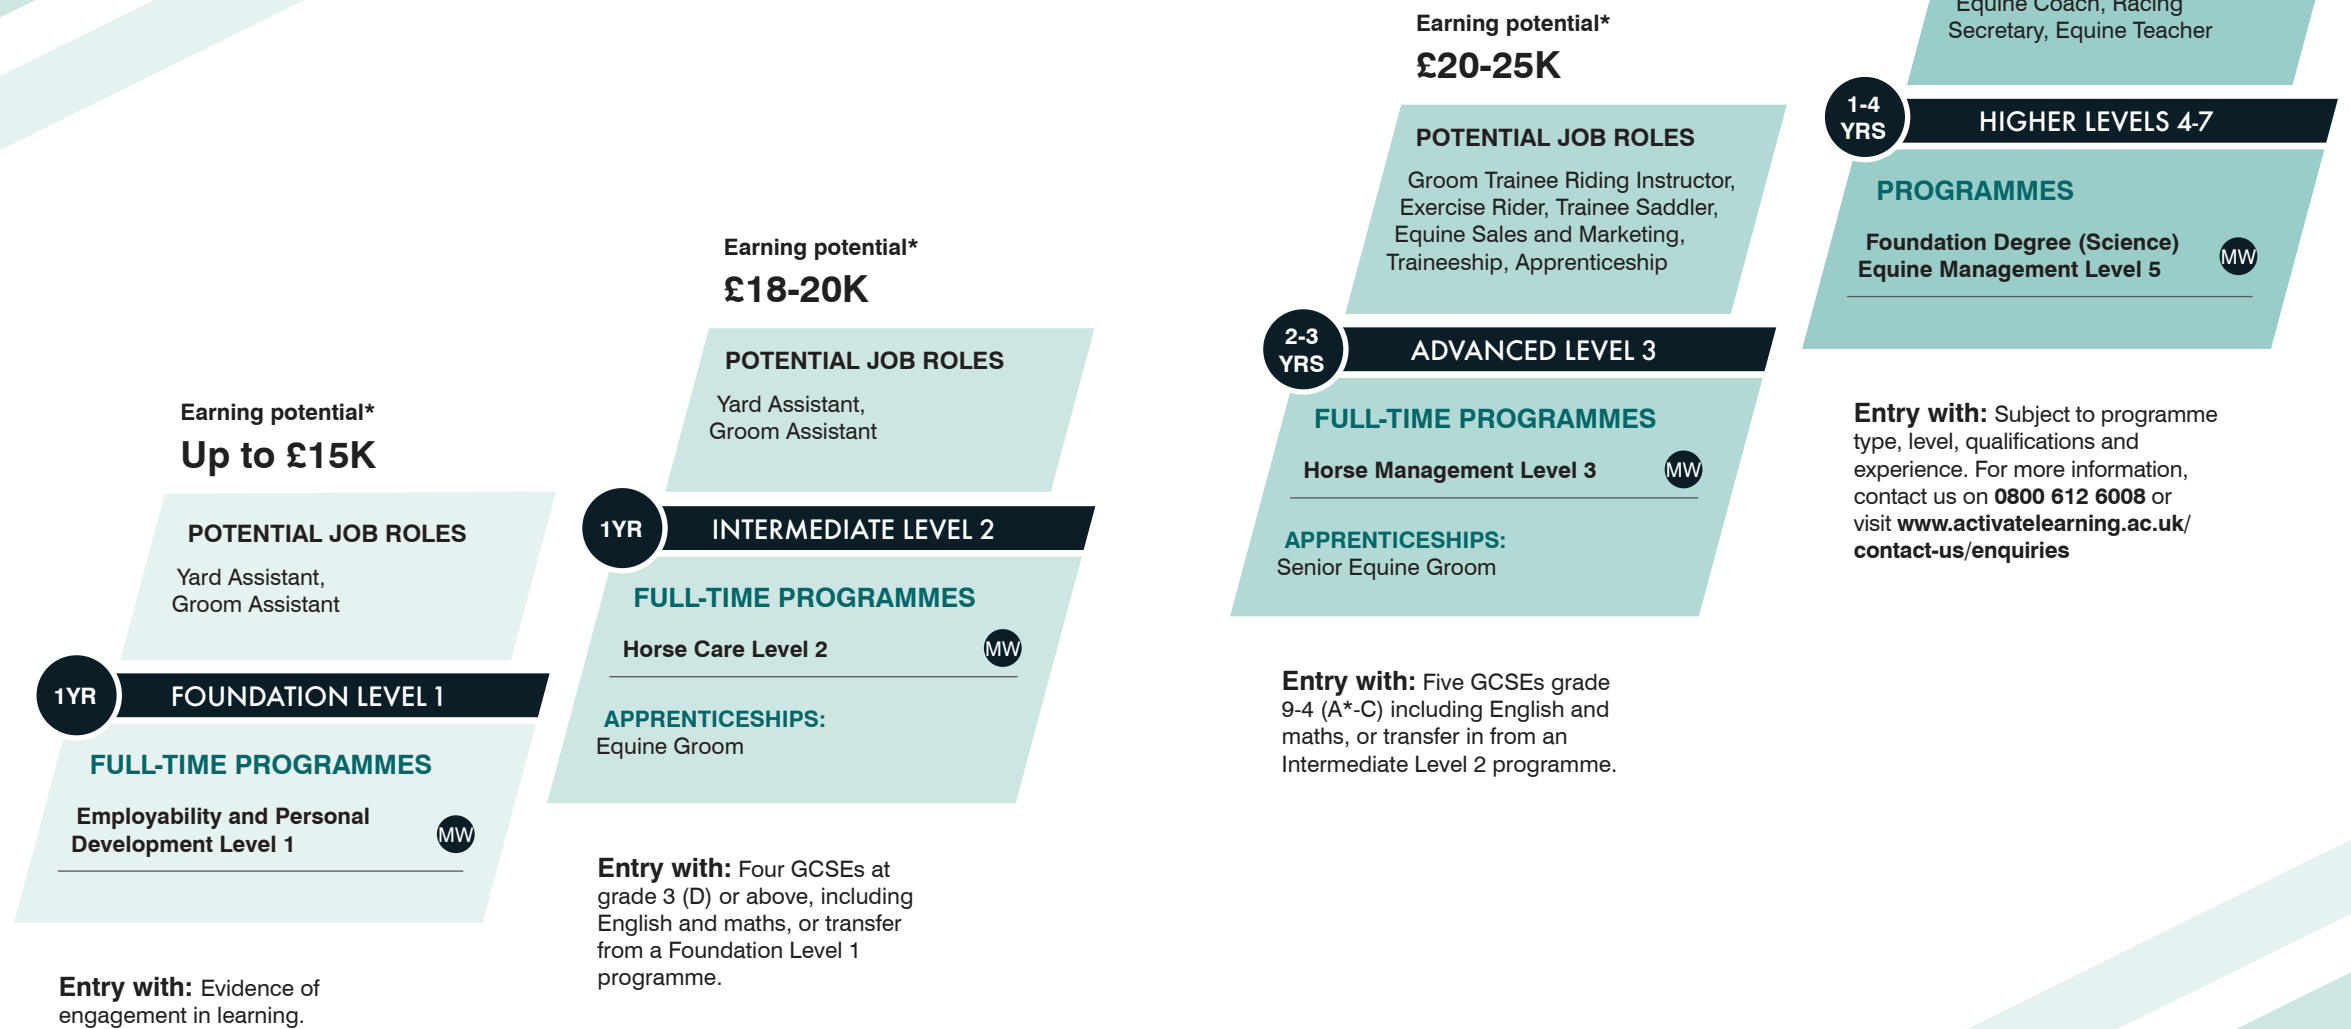 Earning potential*
Up to £15K
POTENTIAL JOB ROLES
Yard Assistant,
Groom Assistant
1YR
FOUNDATION LEVEL 1
FULL-TIME PROGRAMMES
Employability and Personal
Development Level 1
MW
Entry with: Evidence of
engagement in learning.
Earning potential*
£18-20K
POTENTIAL JOB ROLES
Yard Assistant,
Groom Assistant
1YR
INTERMEDIATE LEVEL 2
FULL-TIME PROGRAMMES
Horse Care Level 2
MW
APPRENTICESHIPS:
Equine Groom
Entry with: Four GCSEs at
grade 3 (D) or above, including
English and maths, or transfer
from a Foundation Level 1
programme.
Earning potential*
£20-25K
POTENTIAL JOB ROLES
Groom Trainee Riding Instructor,
Exercise Rider, Trainee Saddler,
Equine Sales and Marketing,
Traineeship, Apprenticeship
2-3
YRS
ADVANCED LEVEL 3
FULL-TIME PROGRAMMES
Horse Management Level 3
MW
APPRENTICESHIPS:
Senior Equine Groom
Entry with: Five GCSEs grade
9-4 (A*-C) including English and
maths, or transfer in from an
Intermediate Level 2 programme.
Equine Coach, Racing
Secretary, Equine Teacher
1-4
YRS
HIGHER LEVELS 4-7
PROGRAMMES
Foundation Degree (Science)
Equine Management Level 5
MW
Entry with: Subject to programme
type, level, qualifications and
experience. For more information,
contact us on 0800 612 6008 or
visit www.activatelearning.ac.uk/
contact-us/enquiries